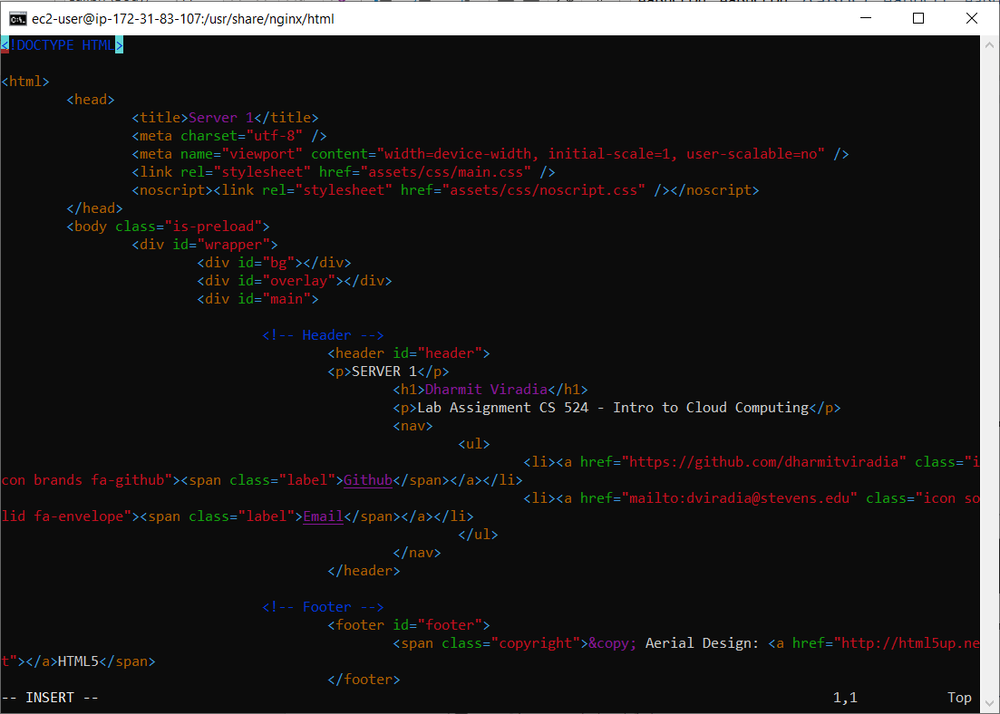 ec2-user@ip-172-31-83-107:/usr/share/nginx/html
<!DOCTYPE HTML>
<html>
<head>
<title>Server 1</title>
<meta charset="utf-8" />
<meta name="viewport" content="width=device-width, initial-scale=1, user-scalable=no" />
<link rel="stylesheet" href="assets/css/main.css" />
<noscript><link rel="stylesheet" href="assets/css/noscript.css" /></noscript>
</head>
<body class="is-preload">
<div id="wrapper">
<div id="bg"></div>
<div id="overlay"></div>
<div id="main">
<!-- Header -->
<header id="header">
<p>SERVER 1</p>
<h1>Dharmit Viradia</h1>
<p>Lab Assignment CS 524 - Intro to Cloud Computing</p>
<nav>
<ul>
<li><a href="https://github.com/dharmitviradia" class="i
con brands fa-github"><span class="label">Github</span></a></li>
<li><a href="mailto:dviradia@stevens.edu" class="icon so
lid fa-envelope"><span class="label">Email</span></a></li>
</ul>
</nav>
</header>
<!-- Footer -->
<footer id="footer">
<span class="copyright">&copy; Aerial Design: <a href="http://html5up.ne
t"></a>HTML5</span>
</footer>
-- INSERT -- 1,1 Top